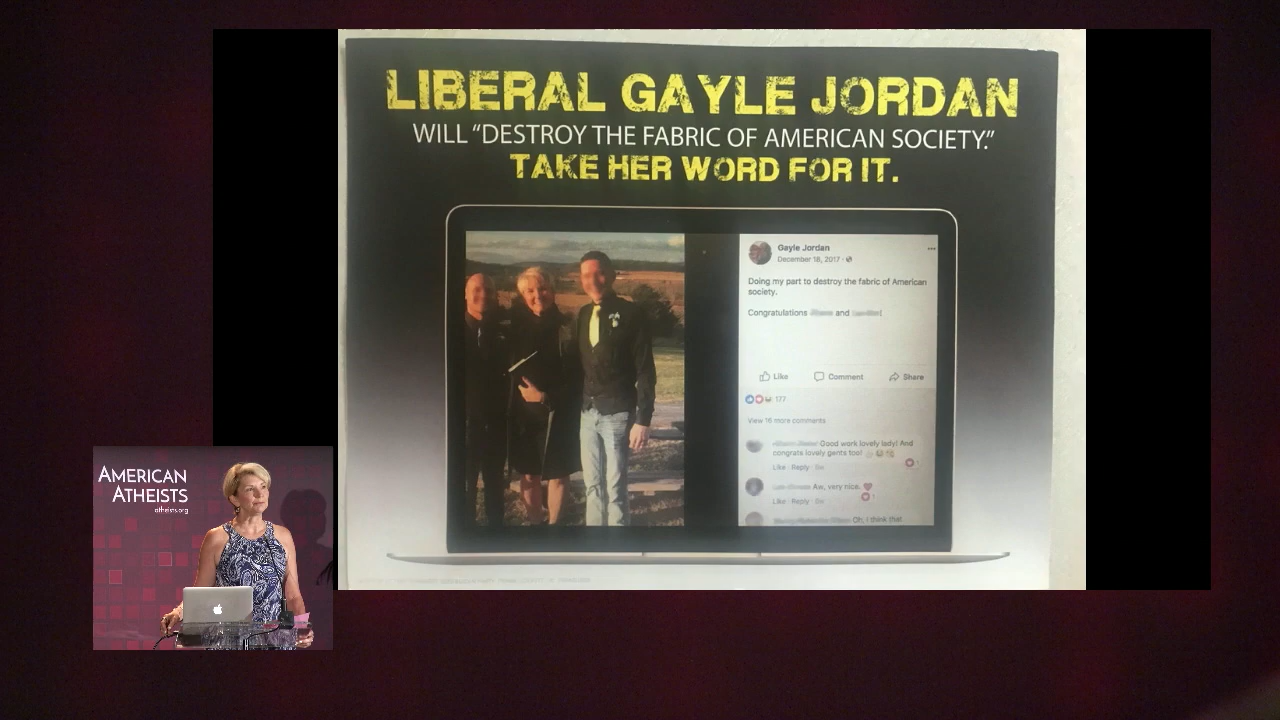 LIBERAL GAYLE JORDAN
WILL “DESTROY THE FABRIC OF AMERICAN SOCIETY.”
TAKE HER WORD FOR IT.
Gayle Jordan
December 18, 2017
Doing my part to destroy the fabric of American
society.
Congratulations and
Like Comment Share
177
View 16 more comments
Good work lovely lady! And
congrats lovely gents too!
Like · Reply ·
Aw, very nice.
Like · Reply ·
Oh, I think that
AMERICAN
ATHEISTS
atheists.org